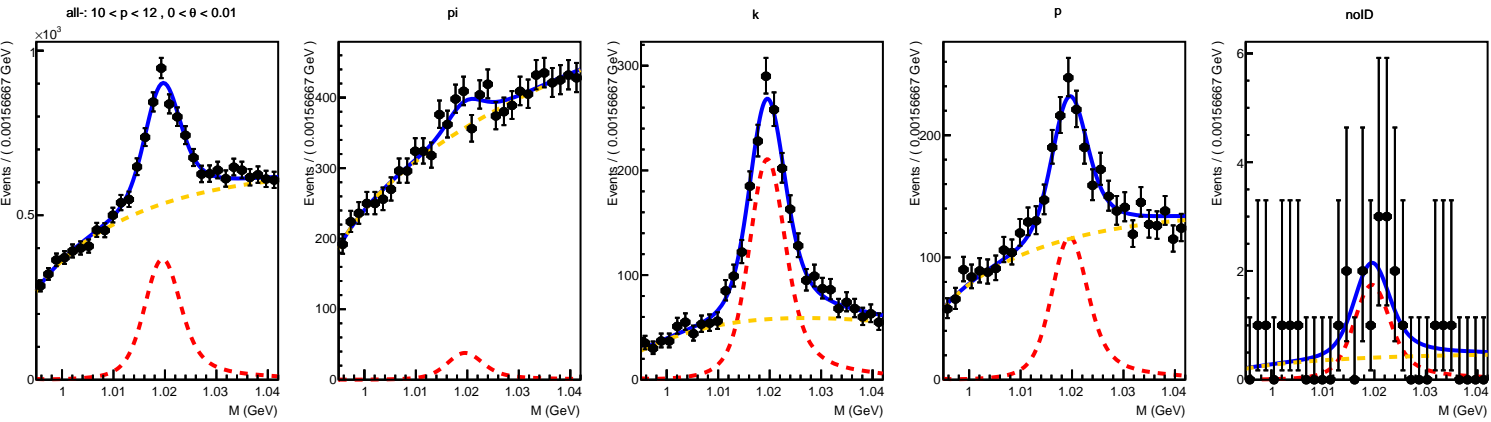 all-: 10 < p < 12 , 0 < θ < 0.01
×10³
Events / ( 0.00156667 GeV )
1
0.5
0
1 1.01 1.02 1.03 1.04
M (GeV)
pi
Events / ( 0.00156667 GeV )
400
300
200
100
0
1 1.01 1.02 1.03 1.04
M (GeV)
k
Events / ( 0.00156667 GeV )
300
200
100
0
1 1.01 1.02 1.03 1.04
M (GeV)
p
Events / ( 0.00156667 GeV )
200
100
0
1 1.01 1.02 1.03 1.04
M (GeV)
noID
Events / ( 0.00156667 GeV )
6
4
2
0
1 1.01 1.02 1.03 1.04
M (GeV)